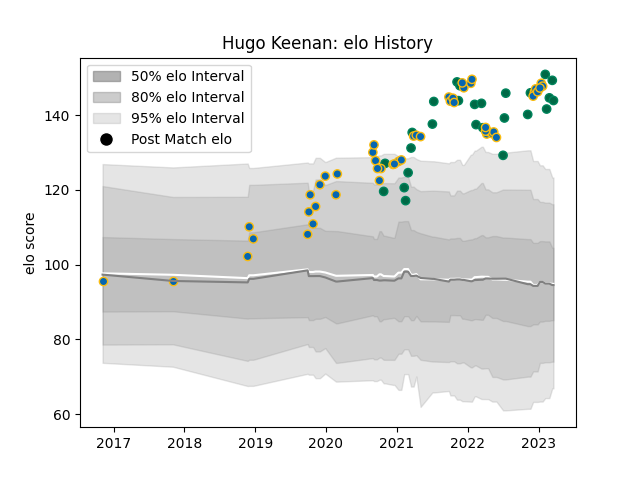 Hugo Keenan: elo History
50% elo Interval
80% elo Interval
95% elo Interval
Post Match elo
elo score
140
120
100
80
60
2017 2018 2019 2020 2021 2022 2023